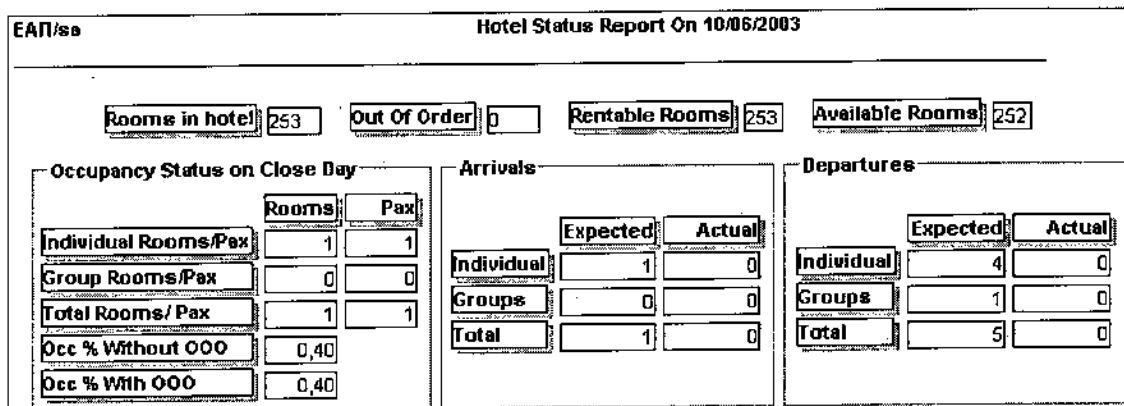 ΕΛΠ/sa Hotel Status Report On 10/06/2003
Rooms in hotel 253 Out Of Order 0 Rentable Rooms 253 Available Rooms 252
Occupancy Status on Close Day Arrivals Departures
Rooms Pax Expected Actual Expected Actual
Individual Rooms/Pax 1 1 Individual 1 0 Individual 4 0
Group Rooms/Pax 0 0 Groups 0 0 Groups 1 0
Total Rooms/ Pax 1 1 Total 1 0 Total 5 0
Occ % Without OOO 0,40
Occ % With OOO 0,40